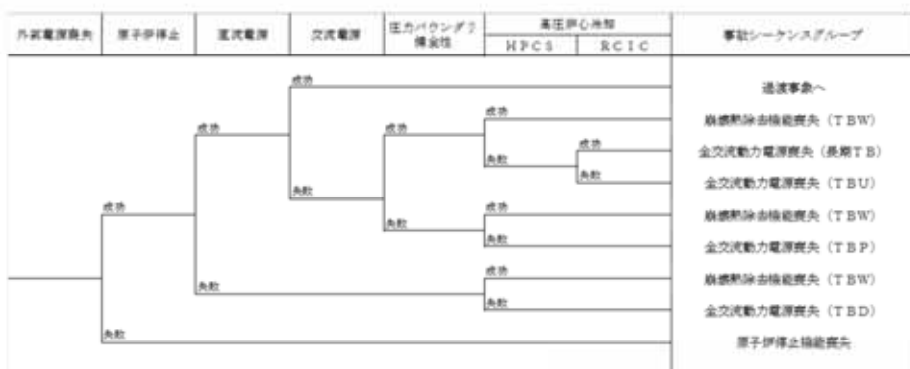 外部電源喪失 原子炉停止 直流電源 交流電源 圧力バウンダリ健全性 高圧炉心冷却 事故シーケンスグループ
HPCS RCIC
成功 過渡事象へ
成功 成功 成功 崩壊熱除去機能喪失(TBW)
失敗 成功 全交流動力電源喪失(長期TB)
失敗 失敗 全交流動力電源喪失(TBU)
成功 成功 崩壊熱除去機能喪失(TBW)
失敗 失敗 全交流動力電源喪失(TBP)
成功 崩壊熱除去機能喪失(TBW)
失敗 失敗 全交流動力電源喪失(TBD)
失敗 原子炉停止機能喪失